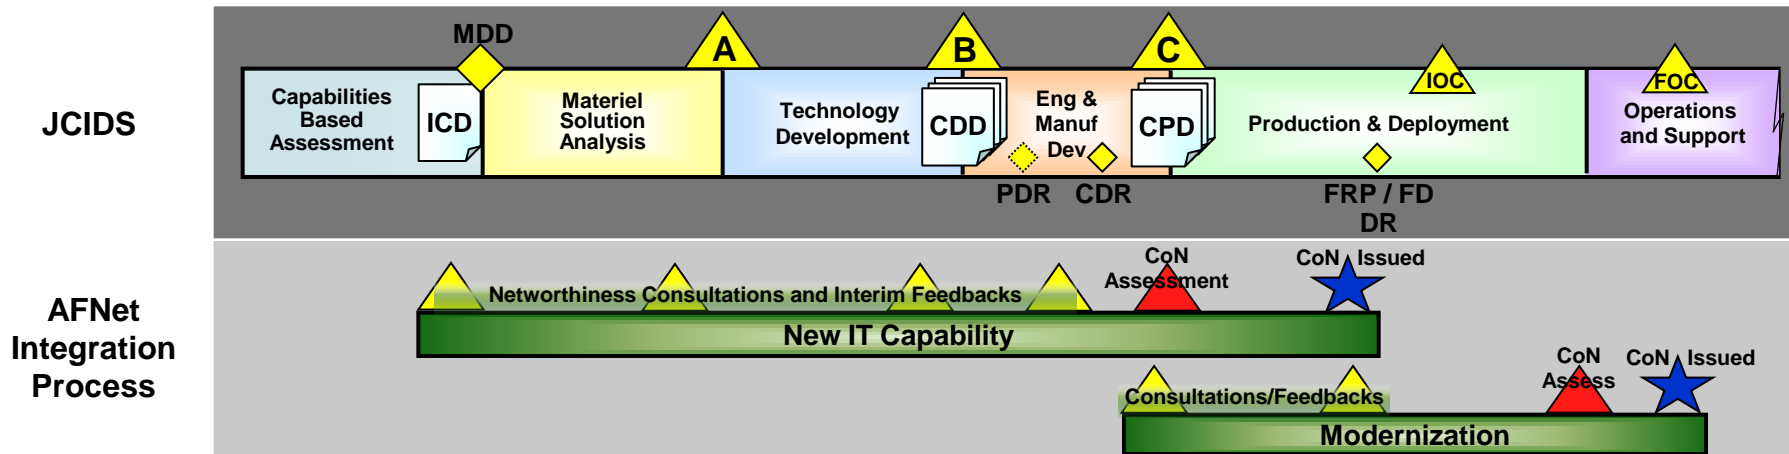 JCIDS
MDD
A
B
C
Capabilities
Based
Assessment
ICD
Materiel
Solution
Analysis
Technology
Development
CDD
Eng &
Manuf
Dev
CPD
Production & Deployment
IOC
FOC
Operations
and Support
PDR
CDR
FRP / FD
DR
AFNet
Integration
Process
Networthiness Consultations and Interim Feedbacks
CoN
Assessment
CoN Issued
New IT Capability
Consultations/Feedbacks
CoN
Assess
CoN Issued
Modernization